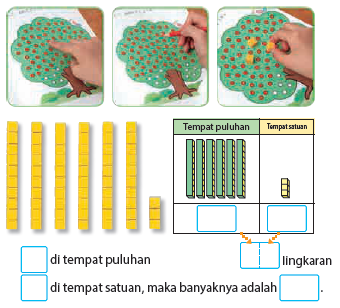 Tempat puluhan
Tempat satuan
di tempat puluhan
lingkaran
di tempat satuan, maka banyaknya adalah .